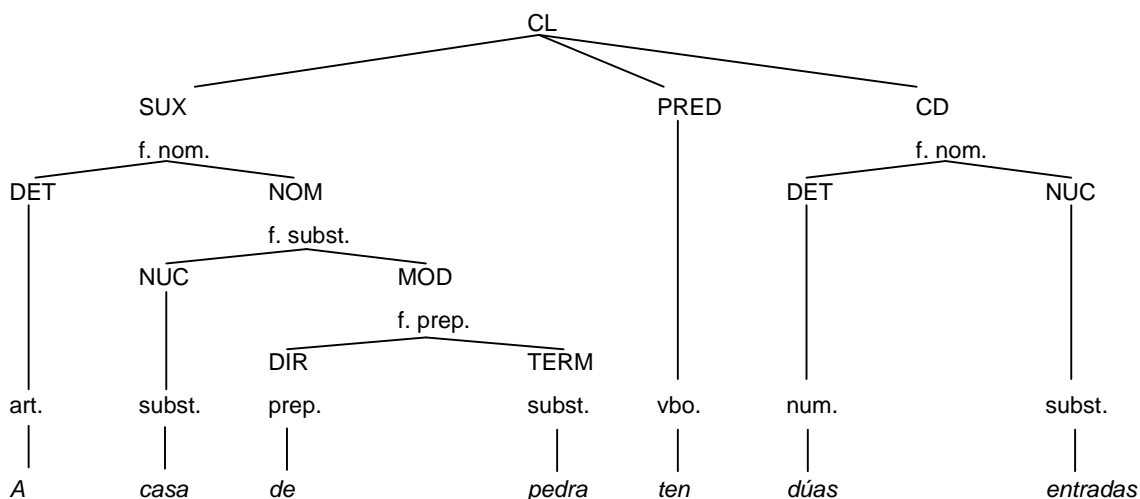 CL
SUX PRED CD
f. nom. f. nom.
DET NOM DET NUC
f. subst.
NUC MOD
f. prep.
DIR TERM
art. subst. prep. subst. vbo. num. subst.
A casa de pedra ten dúas entradas